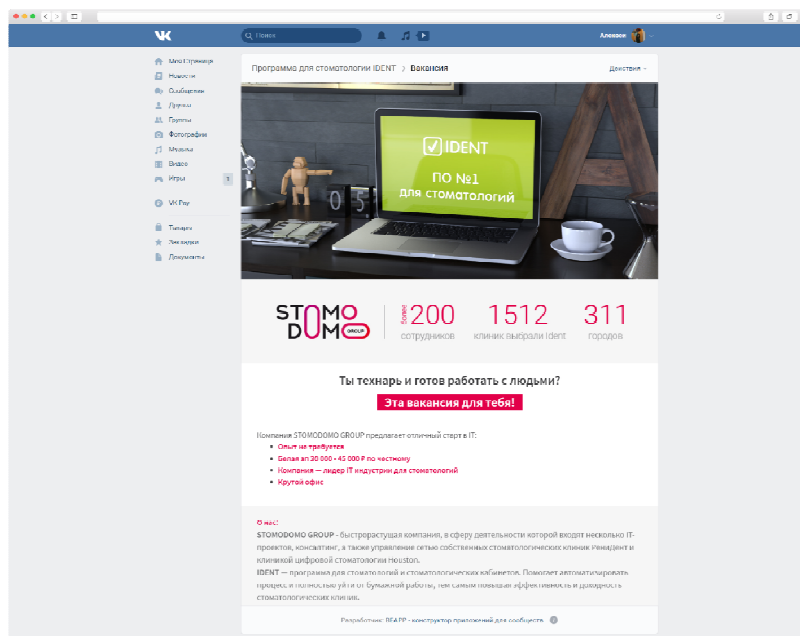 Поиск
Алексей
Моя Страница
Новости
Сообщения
Друзья
Группы
Фотографии
Музыка
Видео
Игры
1
VK Pay
Товары
Закладки
Документы
Программа для стоматологии IDENT › Вакансия
Действия
IDENT
ПО №1
для стоматологий
05
STOMO
DOMO GROUP
более 200 1512 311
сотрудников клиник выбрали Ident городов
Ты технарь и готов работать с людьми?
Эта вакансия для тебя!
Компания STOMODOMO GROUP предлагает отличный старт в IT:
• Опыт не требуется
• Белая зп 30 000 - 45 000 ₽ по честному
• Компания — лидер IT индустрии для стоматологий
• Крутой офис
О нас:
STOMODOMO GROUP - быстрорастущая компания, в сферу деятельности которой входят несколько IT-
проектов, консалтинг, а также управление сетью собственных стоматологических клиник Ренидент и
клиникой цифровой стоматологии Houston.
IDENT — программа для стоматологий и стоматологических кабинетов. Помогает автоматизировать
процесс и полностью уйти от бумажной работы, тем самым повышая эффективность и доходность
стоматологических клиник.
Разработчик: REAPP - конструктор приложений для сообществ